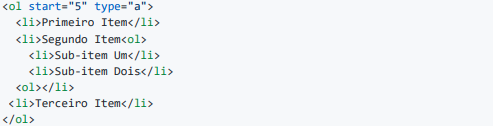 <ol start="5" type="a">
<li>Primeiro Item</li>
<li>Segundo Item<ol>
<li>Sub-item Um</li>
<li>Sub-item Dois</li>
<ol></li>
<li>Terceiro Item</li>
</ol>